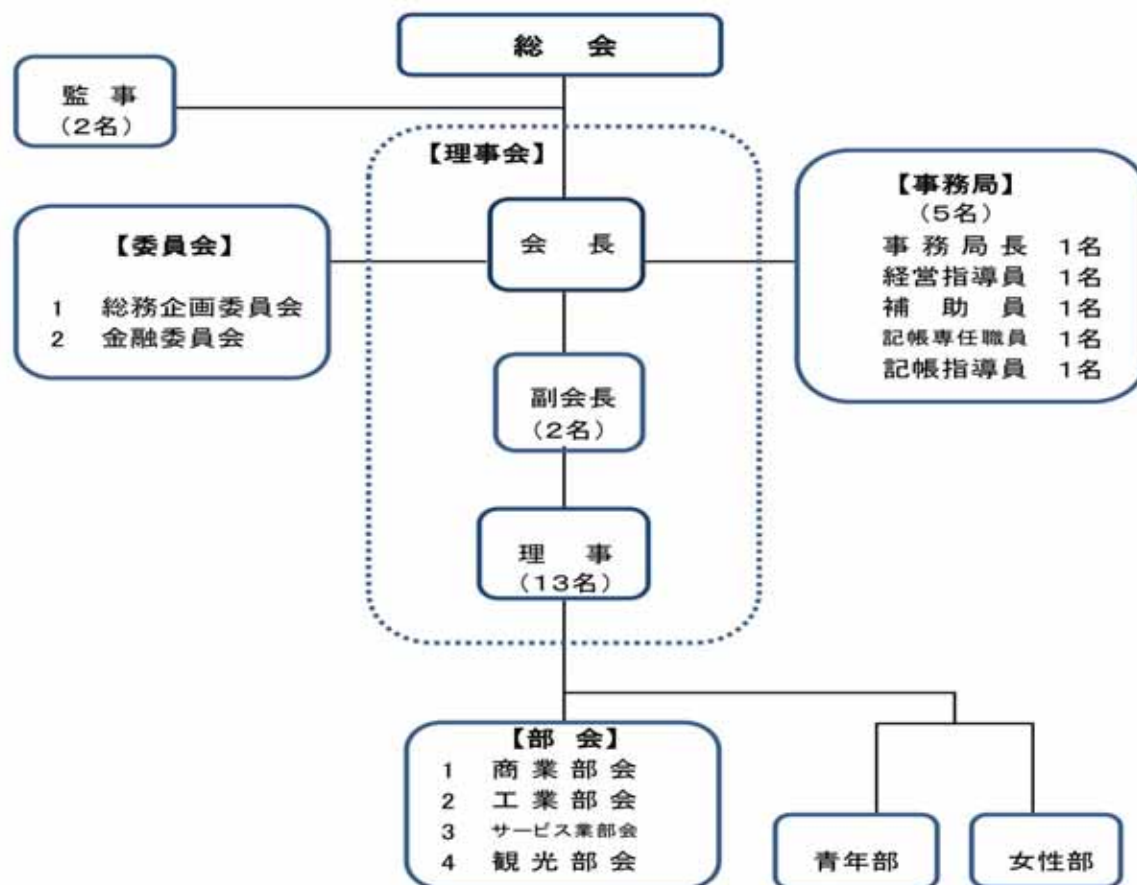 総 会
監 事
(2名)
【理事会】
会 長
【委員会】
1 総務企画委員会
2 金融委員会
【事務局】
(5名)
事 務 局 長 1名
経営指導員 1名
補 助 員 1名
記帳専任職員 1名
記帳指導員 1名
副会長
(2名)
理 事
(13名)
【部 会】
1 商 業 部 会
2 工 業 部 会
3 サービス業部会
4 観 光 部 会
青年部
女性部